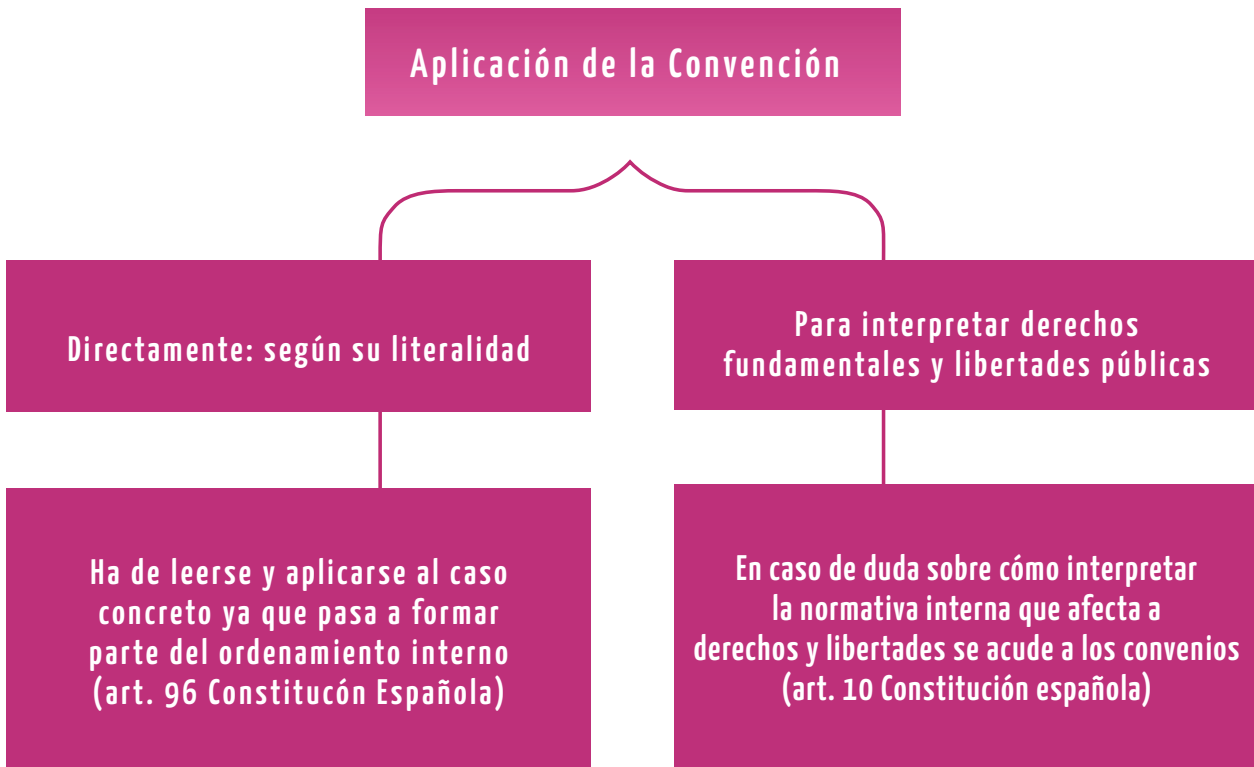 Aplicación de la Convención
Directamente: según su literalidad
Para interpretar derechos
fundamentales y libertades públicas
Ha de leerse y aplicarse al caso
concreto ya que pasa a formar
parte del ordenamiento interno
(art. 96 Constitucón Española)
En caso de duda sobre cómo interpretar
la normativa interna que afecta a
derechos y libertades se acude a los convenios
(art. 10 Constitución española)